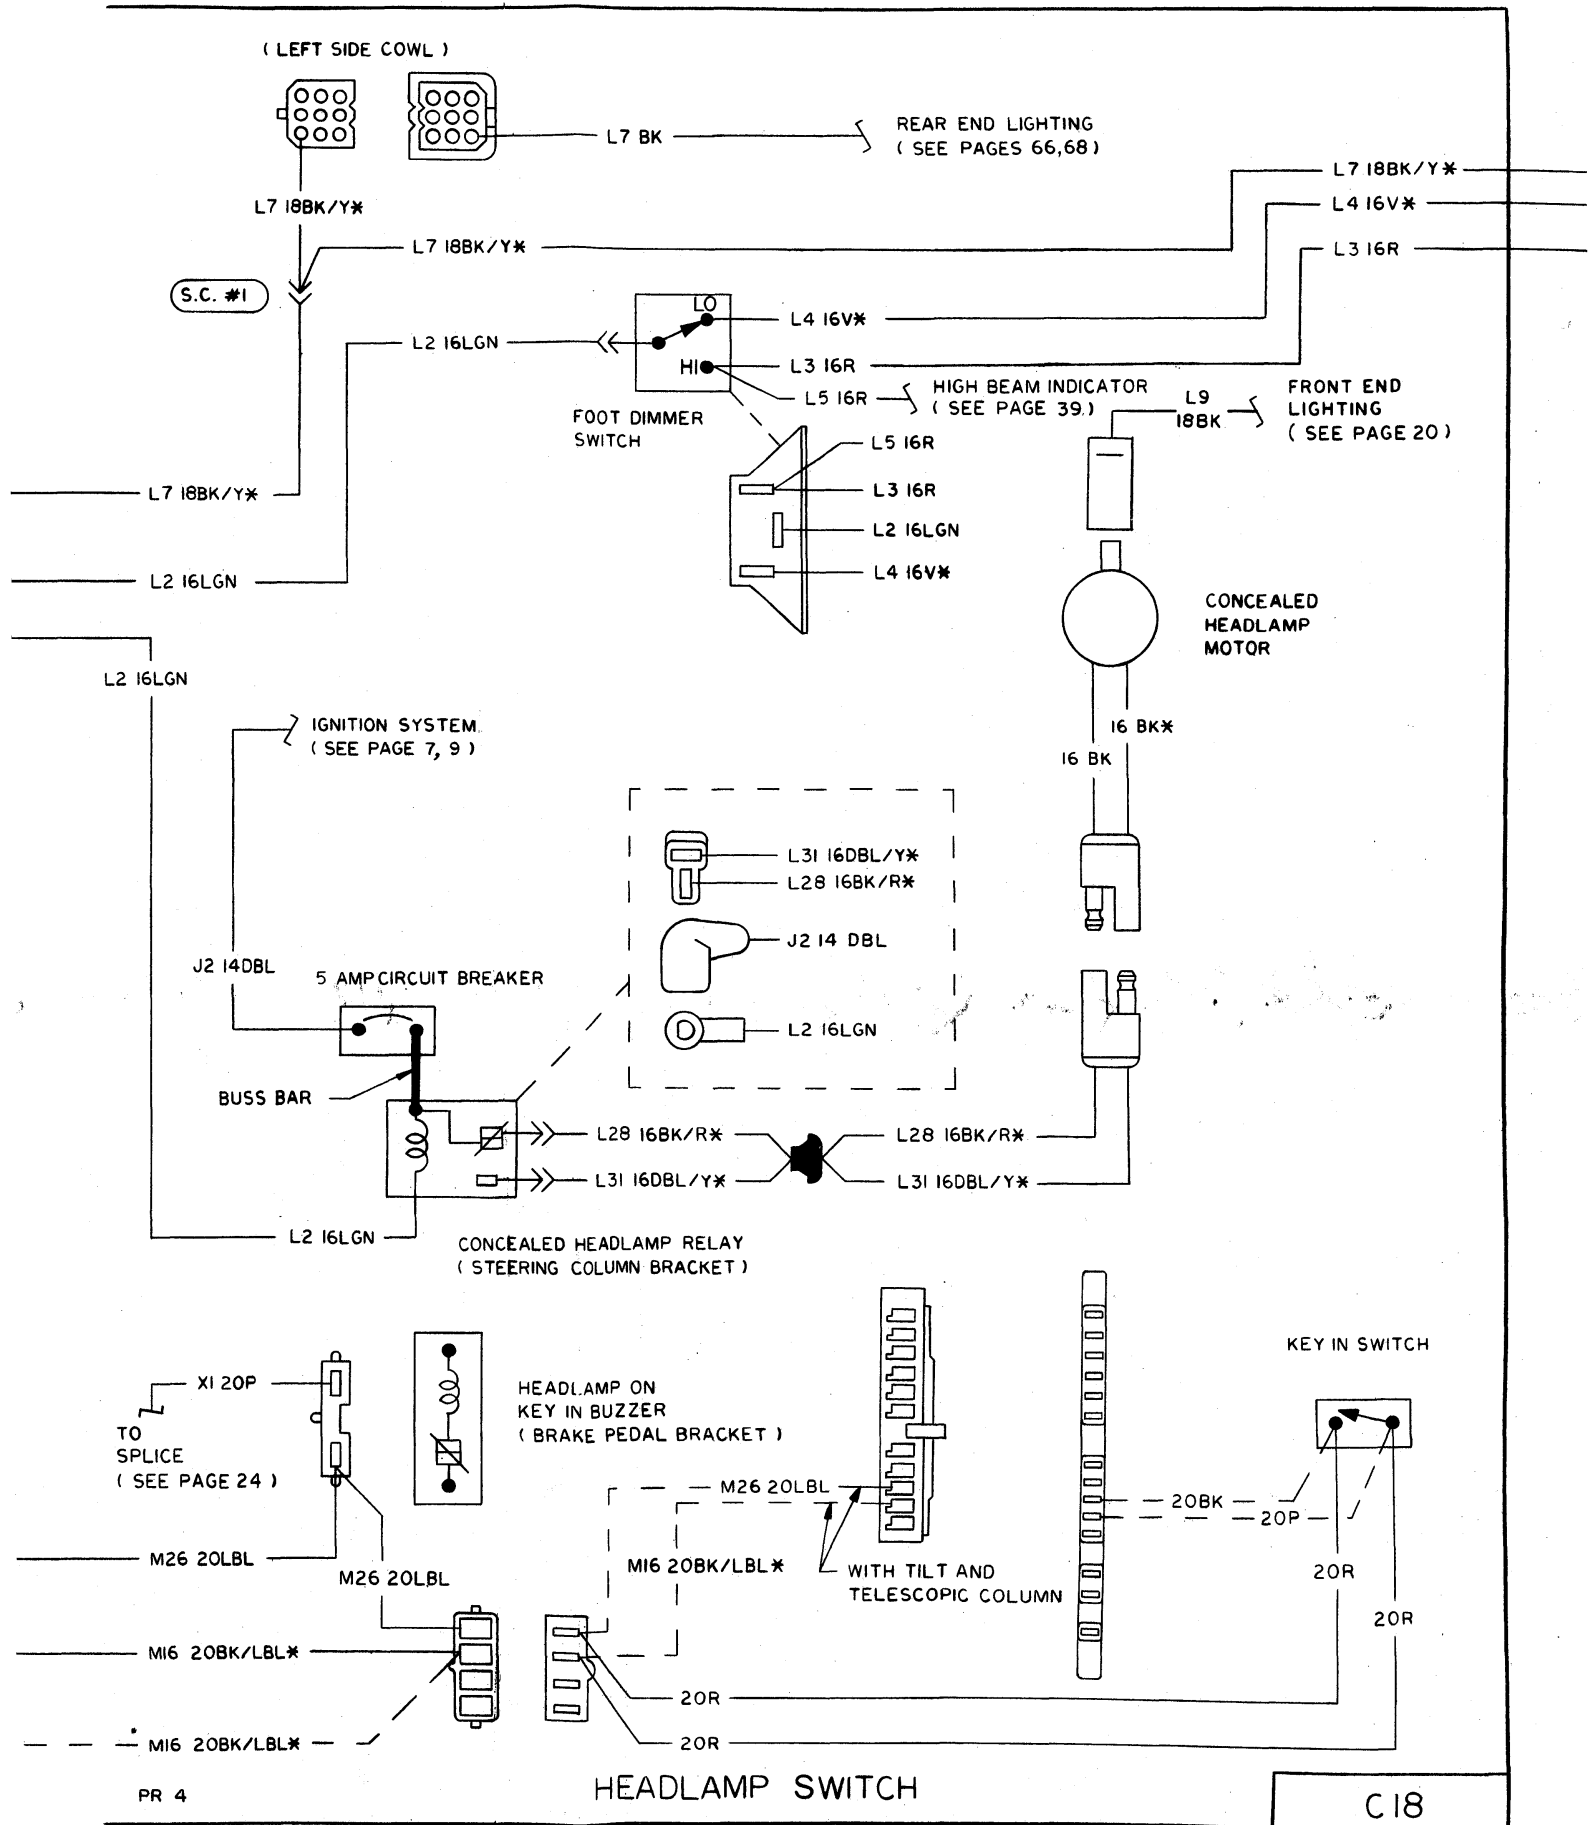 ( LEFT SIDE COWL )
L7 BK
REAR END LIGHTING
( SEE PAGES 66,68)
L7 18BK/Y*
L4 16V*
L7 18BK/Y*
L7 18BK/Y*
L3 16R
S.C. #1
LO
L4 16V*
L2 16LGN
HI
L3 16R
L5 16R
HIGH BEAM INDICATOR
( SEE PAGE 39.)
L9
18BK
FRONT END
LIGHTING
( SEE PAGE 20 )
FOOT DIMMER
SWITCH
L5 16R
L3 16R
L7 18BK/Y*
L2 16LGN
L4 16V*
L2 16LGN
CONCEALED
HEADLAMP
MOTOR
L2 16LGN
IGNITION SYSTEM
( SEE PAGE 7, 9 )
16 BK*
16 BK
L31 16DBL/Y*
L28 16BK/R*
J2 14 DBL
J2 14DBL
5 AMP CIRCUIT BREAKER
L2 16LGN
BUSS BAR
L28 16BK/R*
L28 16BK/R*
L31 16DBL/Y*
L31 16DBL/Y*
L2 16LGN
CONCEALED HEADLAMP RELAY
( STEERING COLUMN BRACKET )
KEY IN SWITCH
X1 20P
HEADLAMP ON
KEY IN BUZZER
( BRAKE PEDAL BRACKET )
TO
SPLICE
( SEE PAGE 24 )
M26 20LBL
20BK
20P
M26 20LBL
M26 20LBL
M16 20BK/LBL*
WITH TILT AND
TELESCOPIC COLUMN
20R
20R
M16 20BK/LBL*
20R
M16 20BK/LBL*
20R
PR 4
HEADLAMP SWITCH
C18